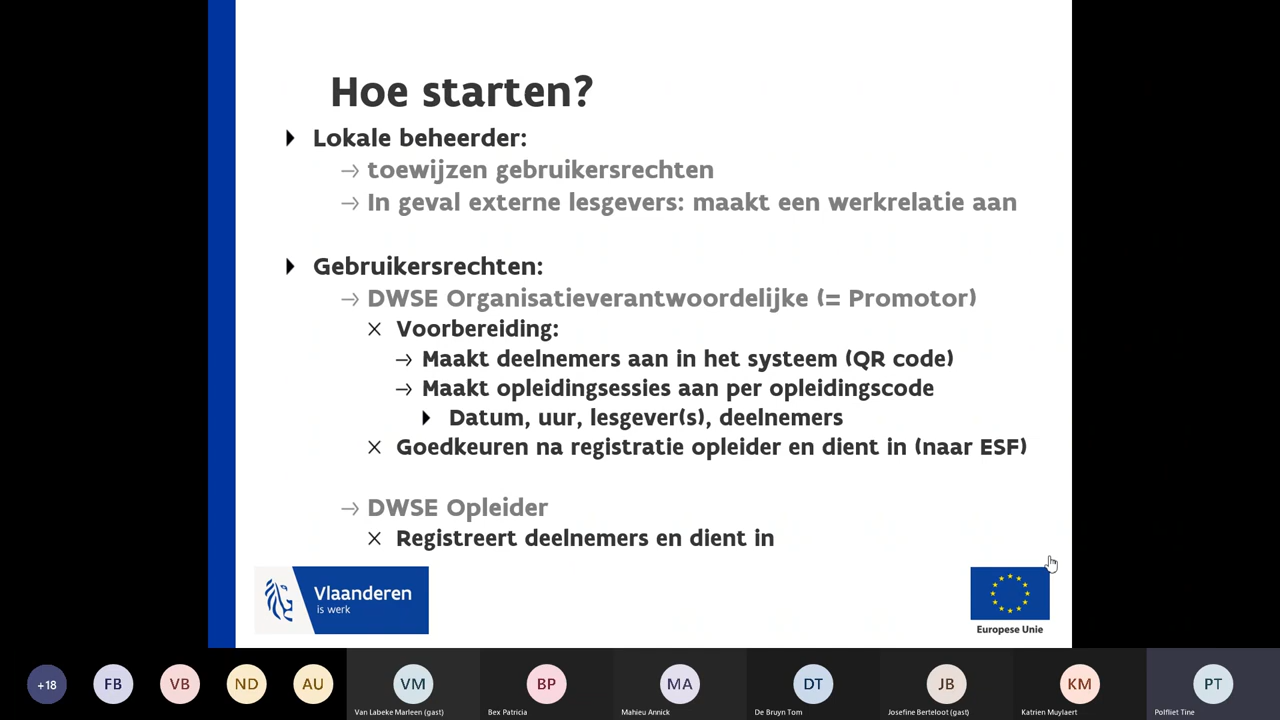 Hoe starten?
Lokale beheerder:
toewijzen gebruikersrechten
In geval externe lesgevers: maakt een werkrelatie aan
Gebruikersrechten:
DWSE Organisatieverantwoordelijke (= Promotor)
Voorbereiding:
Maakt deelnemers aan in het systeem (QR code)
Maakt opleidingsessies aan per opleidingscode
Datum, uur, lesgever(s), deelnemers
Goedkeuren na registratie opleider en dient in (naar ESF)
DWSE Opleider
Registreert deelnemers en dient in
Vlaanderen
is werk
Europese Unie
+18 FB VB ND AU VM BP MA DT JB KM PT
Van Labeke Marleen (gast) Bex Patricia Mahieu Annick De Bruyn Tom Josefine Berteloot (gast) Katrien Muylaert Polfliet Tine